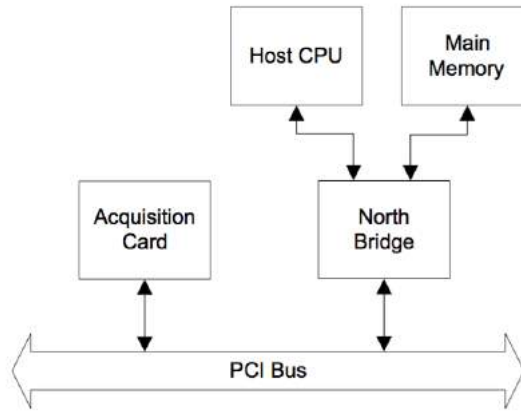 Host CPU
Main
Memory
Acquisition
Card
North
Bridge
PCI Bus